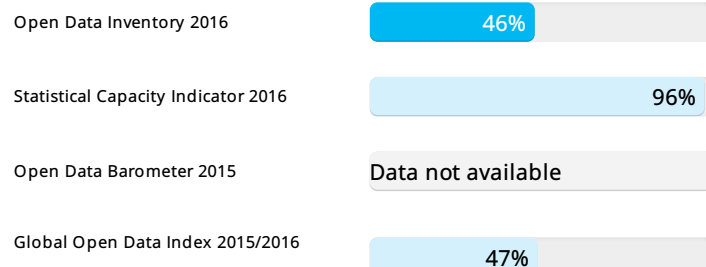 Open Data Inventory 2016
46%
Statistical Capacity Indicator 2016
96%
Open Data Barometer 2015
Data not available
Global Open Data Index 2015/2016
47%